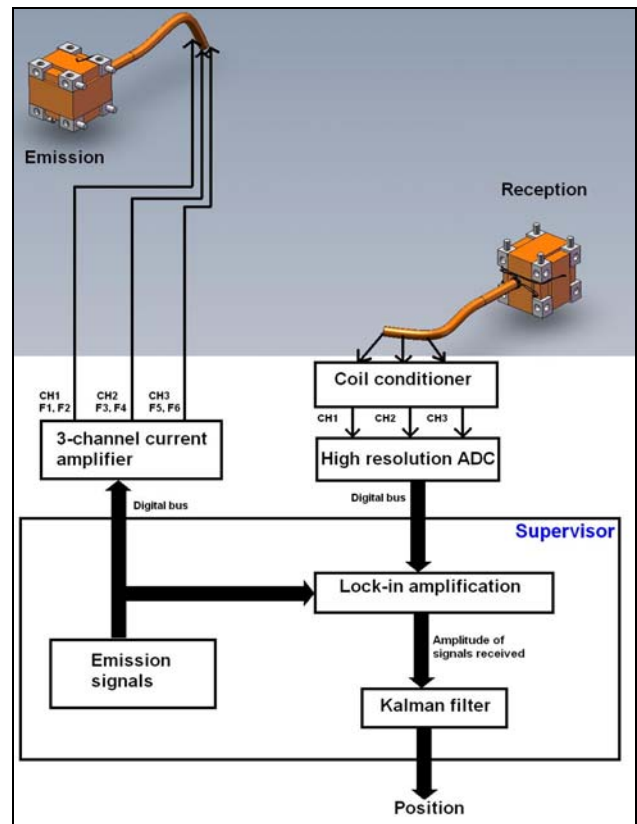 Emission
Reception
Coil conditioner
CH1 CH2 CH3
F1, F2 F3, F4 F5, F6
CH1 CH2 CH3
3-channel current
amplifier
High resolution ADC
Digital bus
Digital bus
Supervisor
Lock-in amplification
Emission
signals
Amplitude of
signals received
Kalman filter
Position